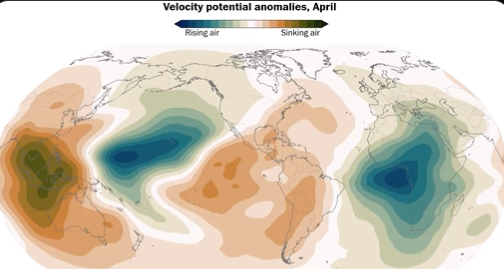 Velocity potential anomalies, April
Rising air
Sinking air